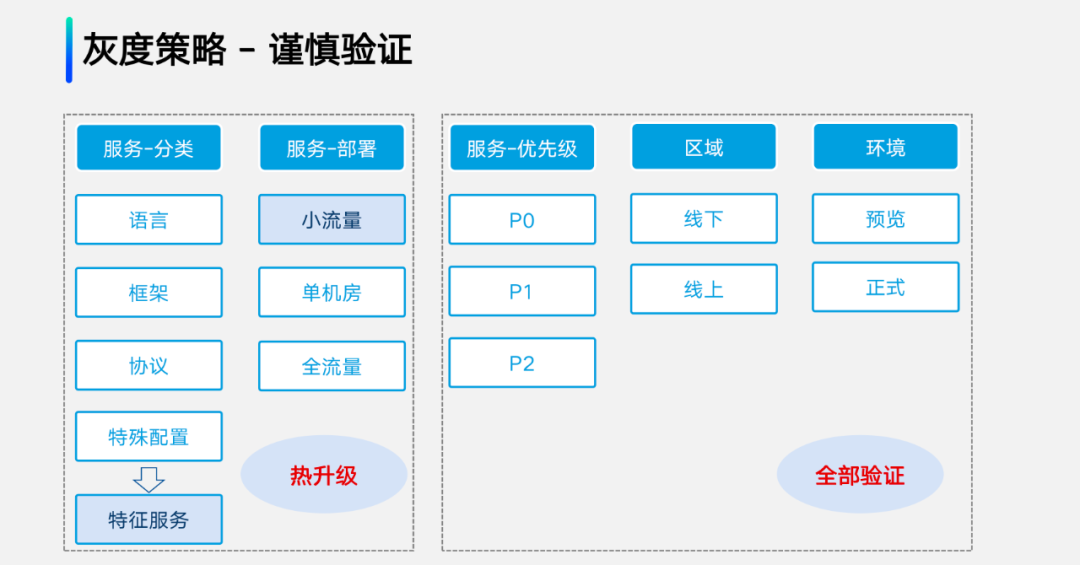 灰度策略 - 谨慎验证
服务-分类
语言
框架
协议
特殊配置
特征服务
服务-部署
小流量
单机房
全流量
热升级
服务-优先级
P0
P1
P2
区域
线下
线上
环境
预览
正式
全部验证